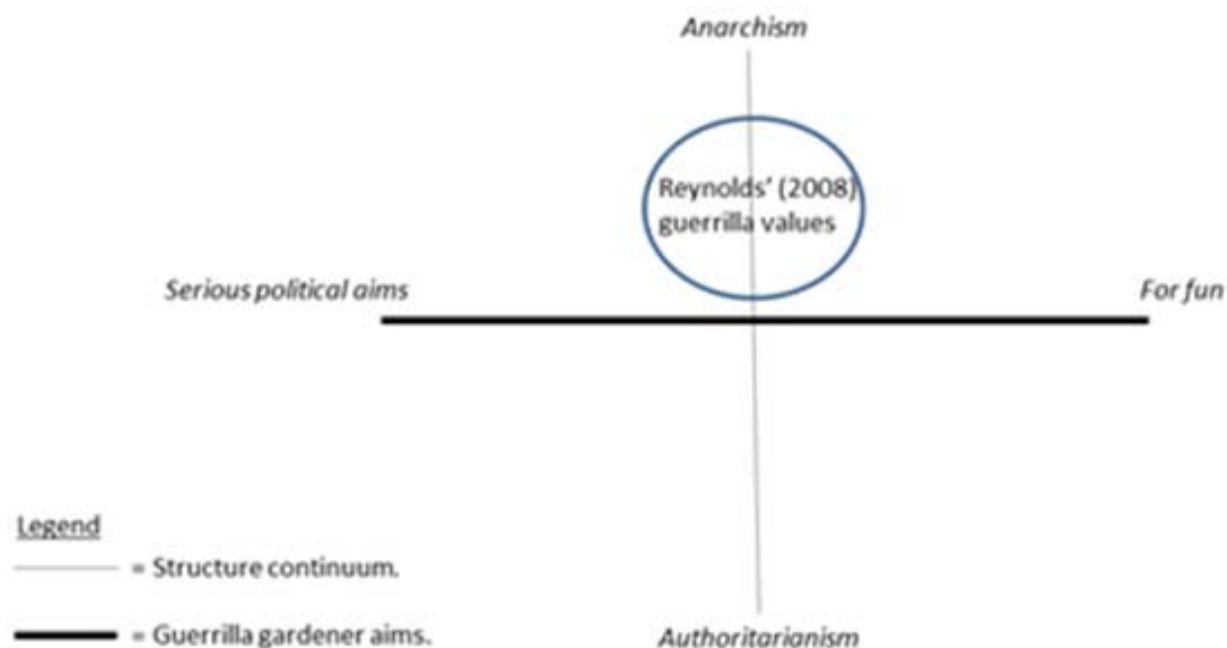 Anarchism
Reynolds' (2008)
guerrilla values
Serious political aims
For fun
Legend
= Structure continuum.
= Guerrilla gardener aims.
Authoritarianism